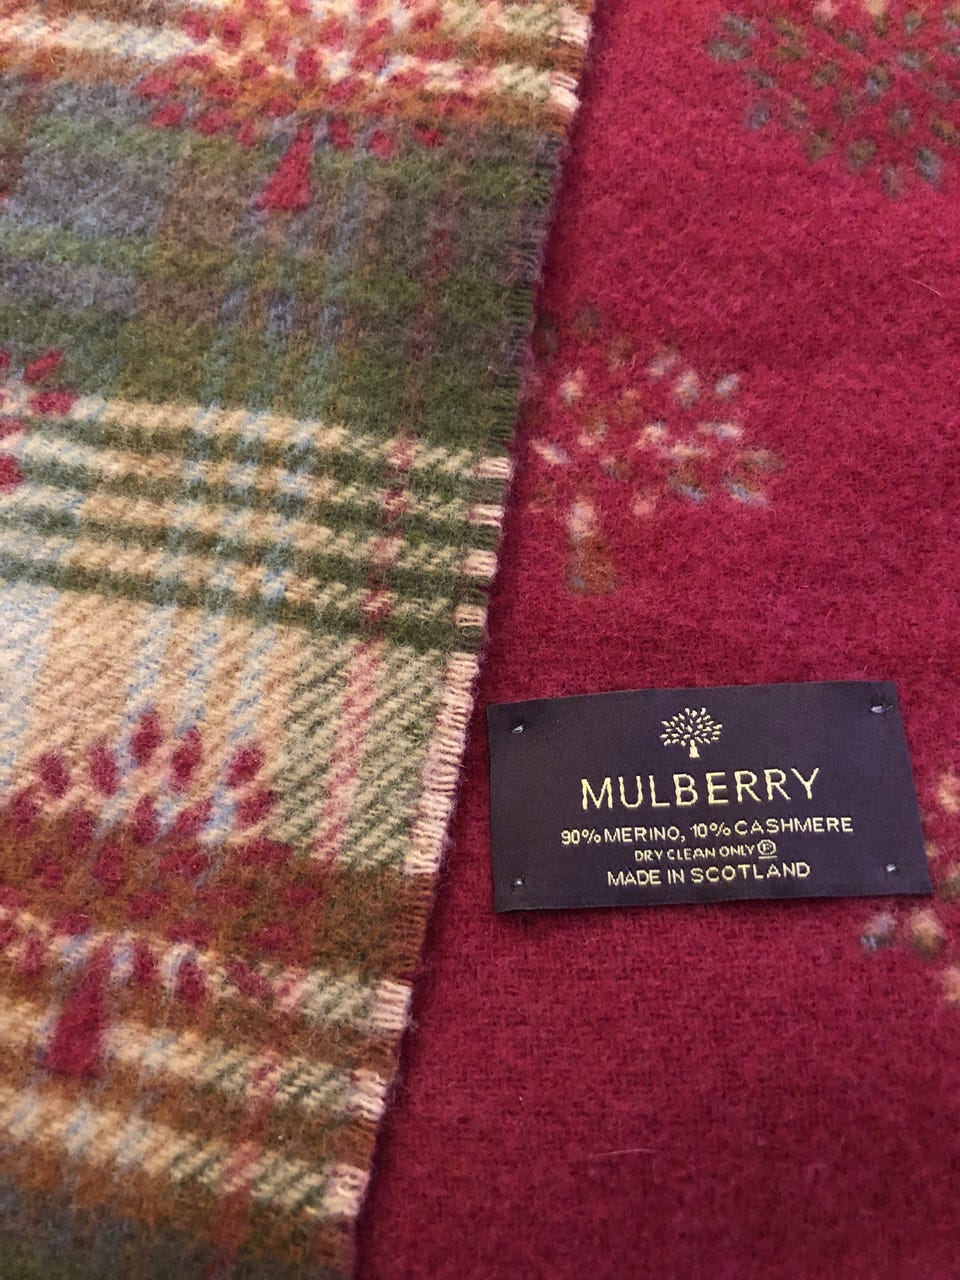 MULBERRY
90% MERINO, 10% CASHMERE
DRY CLEAN ONLY Ⓟ
MADE IN SCOTLAND